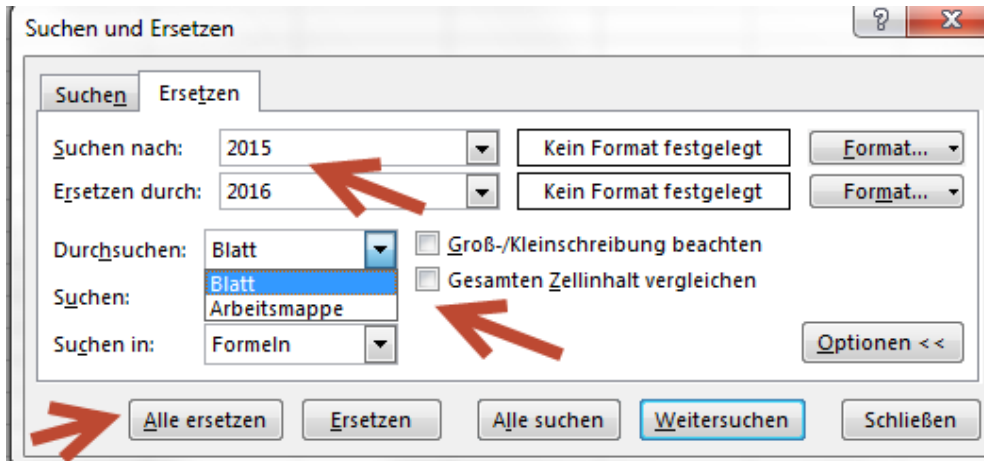 Suchen und Ersetzen
?
Suchen Ersetzen
Suchen nach: 2015 Kein Format festgelegt Format...
Ersetzen durch: 2016 Kein Format festgelegt Format...
Durchsuchen: Blatt Groß-/Kleinschreibung beachten
Blatt Gesamten Zellinhalt vergleichen
Suchen: Arbeitsmappe
Suchen in: Formeln Optionen <<
Alle ersetzen Ersetzen Alle suchen Weitersuchen Schließen